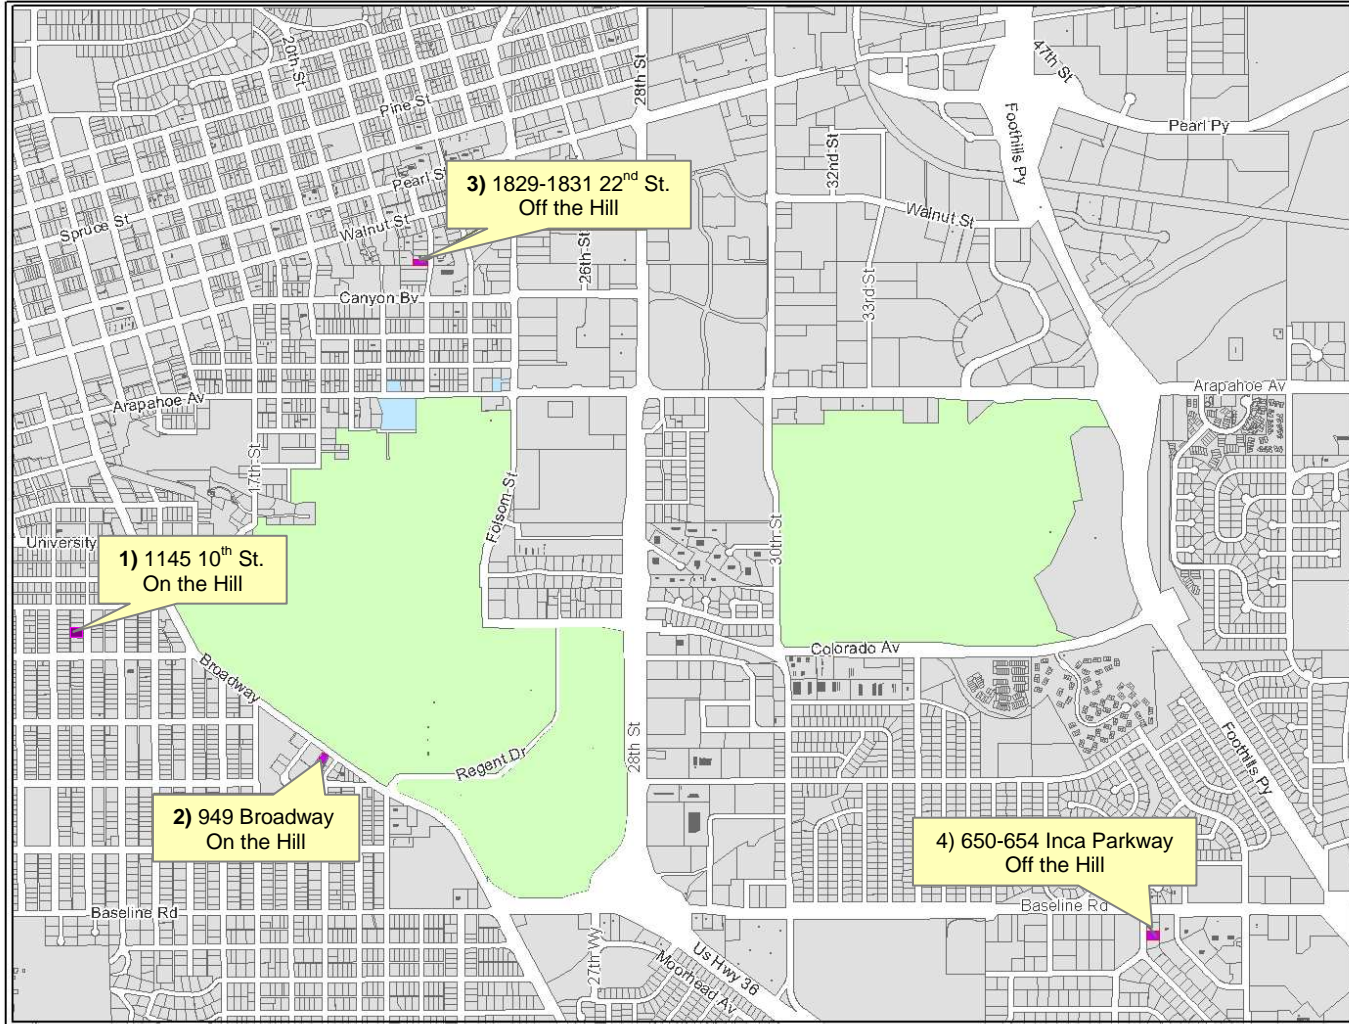 20th St
28th St
47th St
Pine St
Foothills Py
Pearl Py
32nd St
Pearl S
3) 1829-1831 22nd St.
Off the Hill
Spruce St
Walnut St
Walnut St
26th St
33rd St
Canyon Bv
Arapahoe Av
Arapahoe Av
17th St
Folsom St
30th St
University
1) 1145 10th St.
On the Hill
Broadway
Colorado Av
Regent Dr
28th St
Foothills Py
2) 949 Broadway
On the Hill
4) 650-654 Inca Parkway
Off the Hill
Baseline Rd
Baseline Rd
27th Wy
Us Hwy 36
Moorhead Av